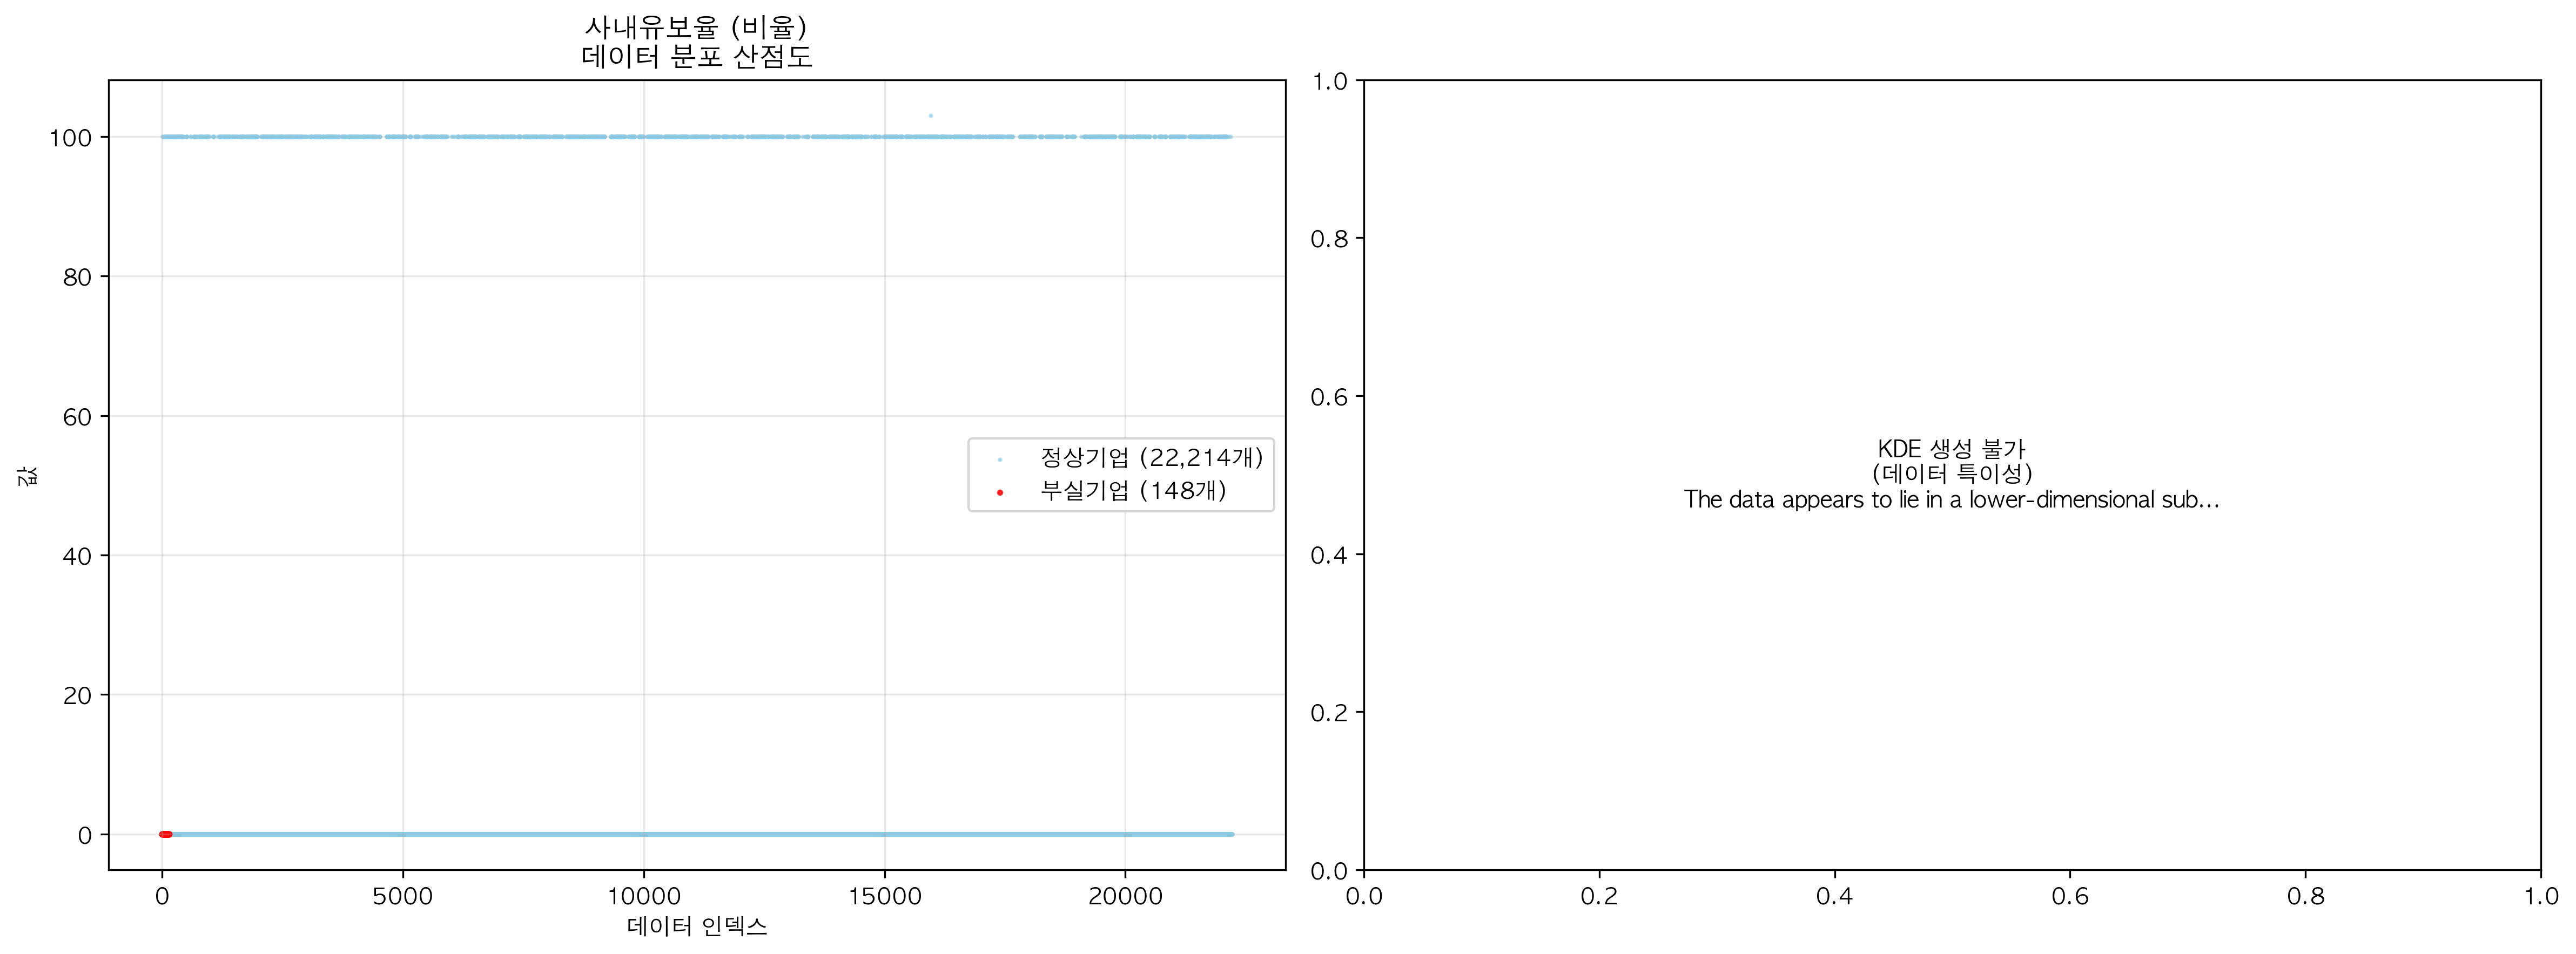 사내유보율 (비율)
데이터 분포 산점도
100
80
60
40
20
0
값
정상기업 (22,214개)
부실기업 (148개)
0
5000
10000
15000
20000
데이터 인덱스
1.0
0.8
0.6
0.4
0.2
0.0
KDE 생성 불가
(데이터 특이성)
The data appears to lie in a lower-dimensional sub...
0.0
0.2
0.4
0.6
0.8
1.0